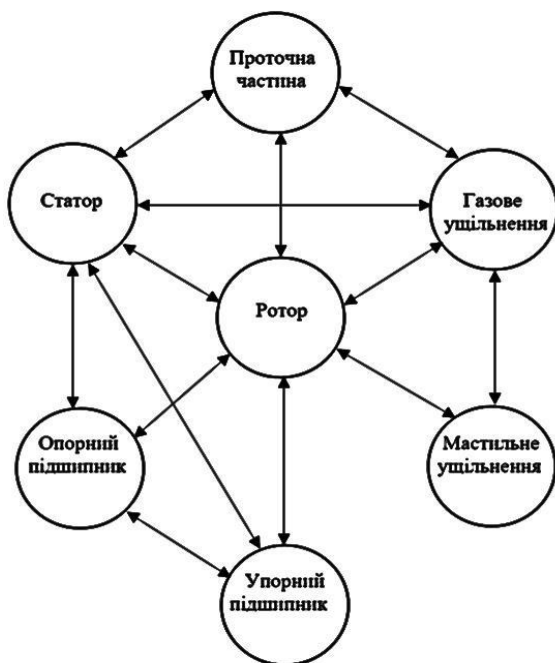 Проточна
частина
Статор
Газове
ущільнення
Ротор
Опорний
підшипник
Мастильне
ущільнення
Упорний
підшипник